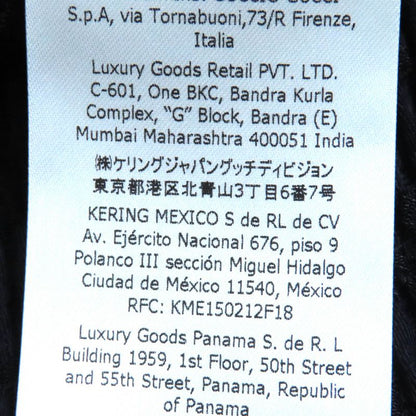 S.p.A, via Tornabuoni,73/R Firenze,
Italia
Luxury Goods Retail PVT. LTD.
C-601, One BKC, Bandra Kurla
Complex, “G” Block, Bandra (E)
Mumbai Maharashtra 400051 India
㈱ケリングジャパングッチディビジョン
東京都港区北青山3丁目6番7号
KERING MEXICO S de RL de CV
Av. Ejército Nacional 676, piso 9
Polanco III sección Miguel Hidalgo
Ciudad de México 11540, México
RFC: KME150212F18
Luxury Goods Panama S. de R. L
Building 1959, 1st Floor, 50th Street
and 55th Street, Panama, Republic
of Panama